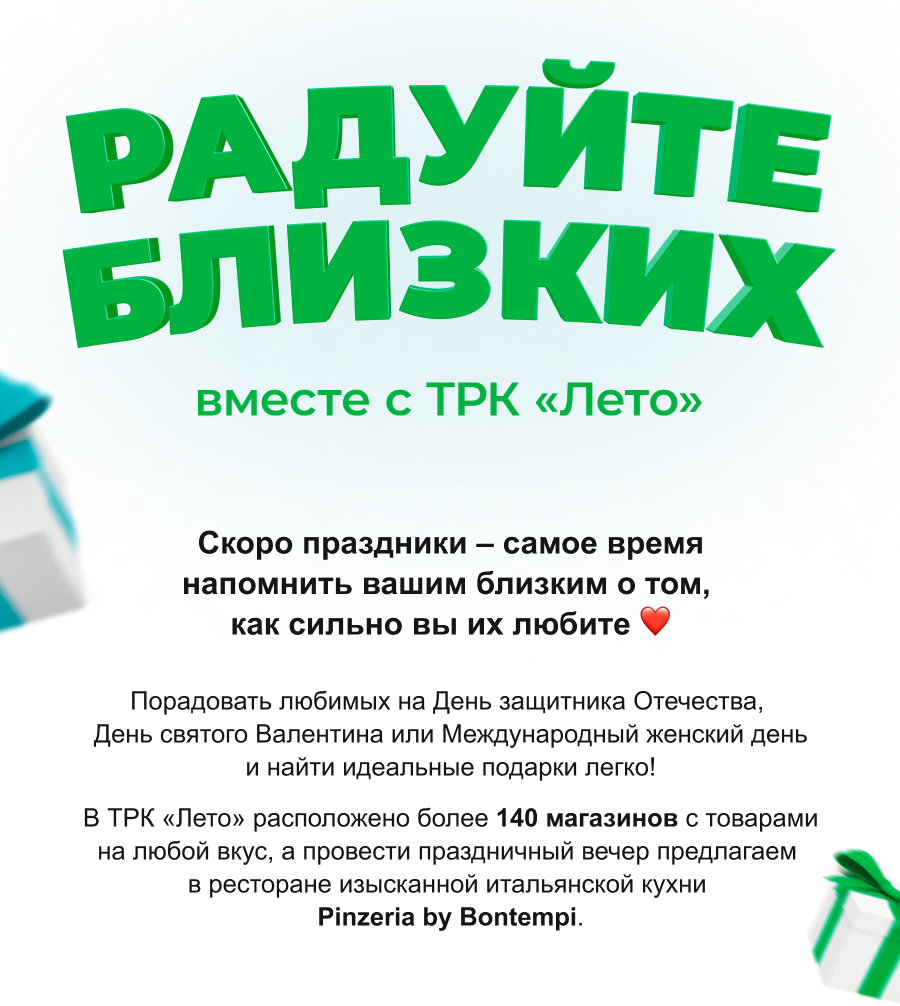 РАДУЙТЕ
БЛИЗКИХ
вместе с ТРК «Лето»
Скоро праздники – самое время
напомнить вашим близким о том,
как сильно вы их любите ❤️
Порадовать любимых на День защитника Отечества,
День святого Валентина или Международный женский день
и найти идеальные подарки легко!
В ТРК «Лето» расположено более 140 магазинов с товарами
на любой вкус, а провести праздничный вечер предлагаем
в ресторане изысканной итальянской кухни
Pinzeria by Bontempi.